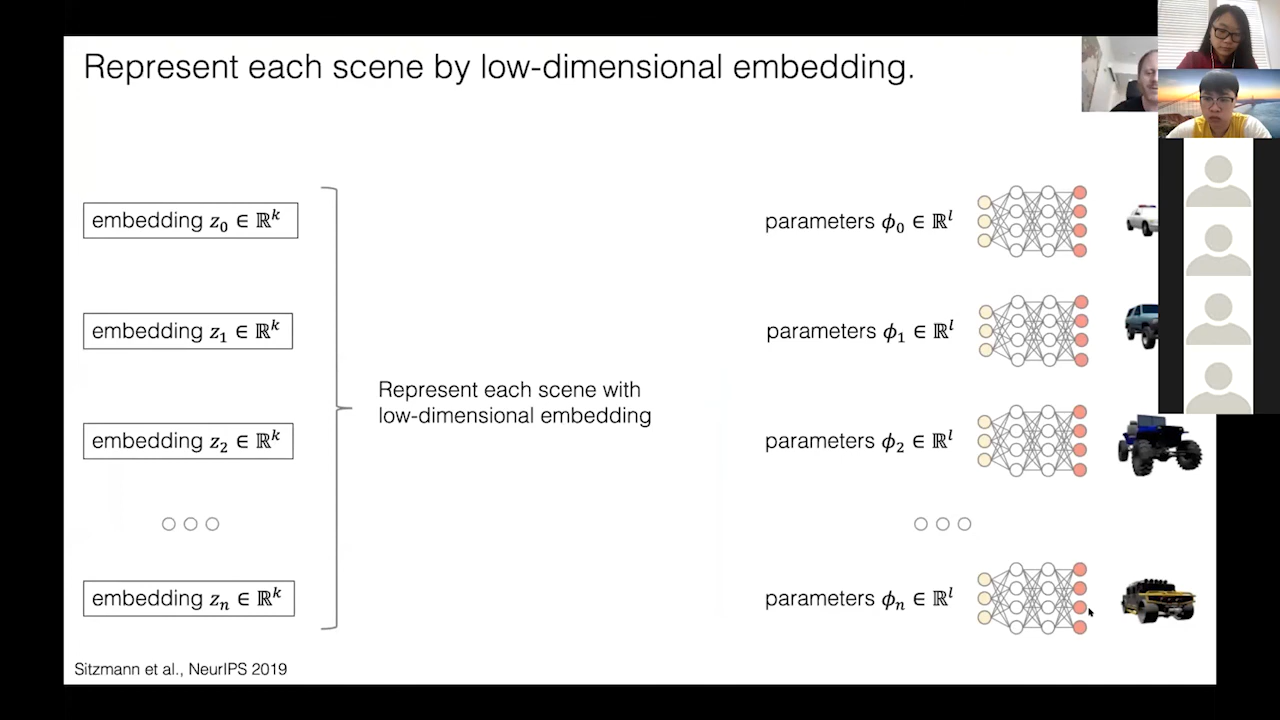 Represent each scene by low-dimensional embedding.
embedding z₀ ∈ ℝᵏ
parameters ϕ₀ ∈ ℝˡ
embedding z₁ ∈ ℝᵏ
parameters ϕ₁ ∈ ℝˡ
Represent each scene with
low-dimensional embedding
embedding z₂ ∈ ℝᵏ
parameters ϕ₂ ∈ ℝˡ
embedding zₙ ∈ ℝᵏ
parameters ϕₙ ∈ ℝˡ
Sitzmann et al., NeurIPS 2019